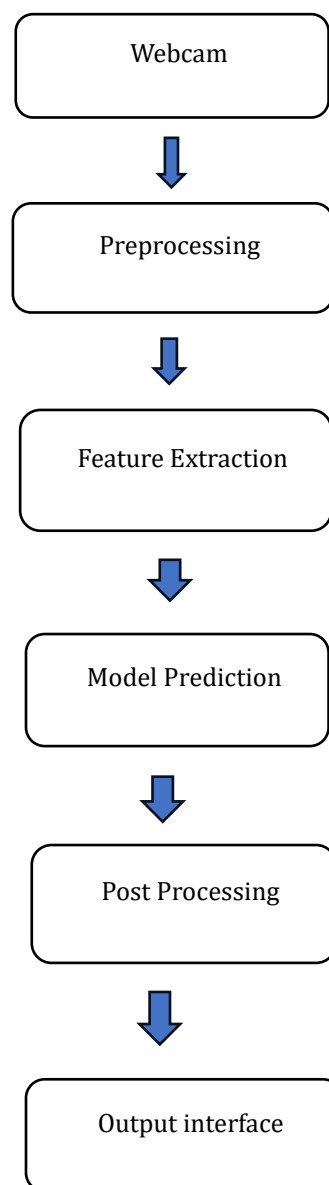 Webcam
Preprocessing
Feature Extraction
Model Prediction
Post Processing
Output interface